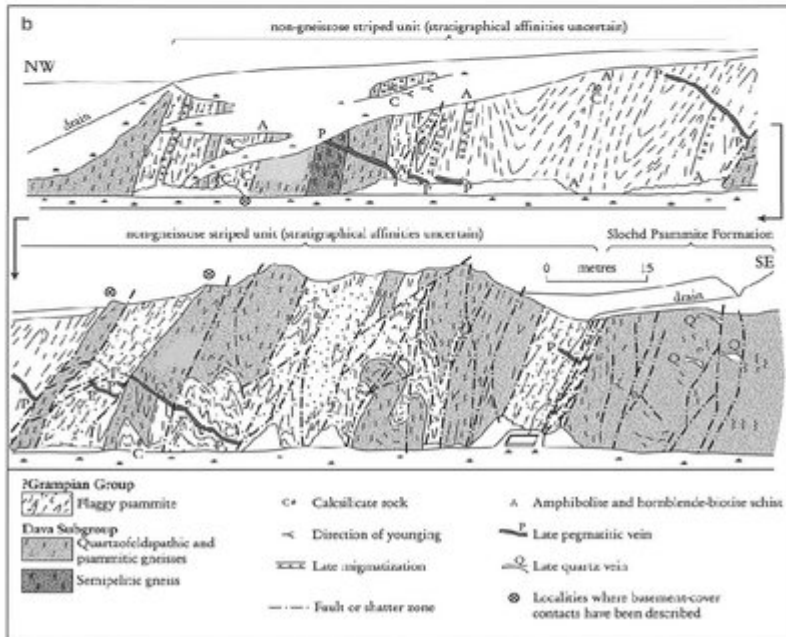 b
non-gneissose striped unit (stratigraphical affinities uncertain)
NW
drain
A
C
A
A
C
P
P
C
A
A
P
P
non-gneissose striped unit (stratigraphical affinities uncertain)
Slochd Psammite Formation
SE
0 metres 15
drain
P
P
Q
Q
C
?Grampian Group
Flaggy psammite
Dava Subgroup
Quartzofeldspathic and
psammitic gneisses
Semipelitic gneiss
C Calcsilicate rock
Direction of younging
Late migmatization
Fault or shatter zone
A Amphibolite and hornblende-biotite schist
P Late pegmatitic vein
Q Late quartz vein
Localities where basement-cover
contacts have been described